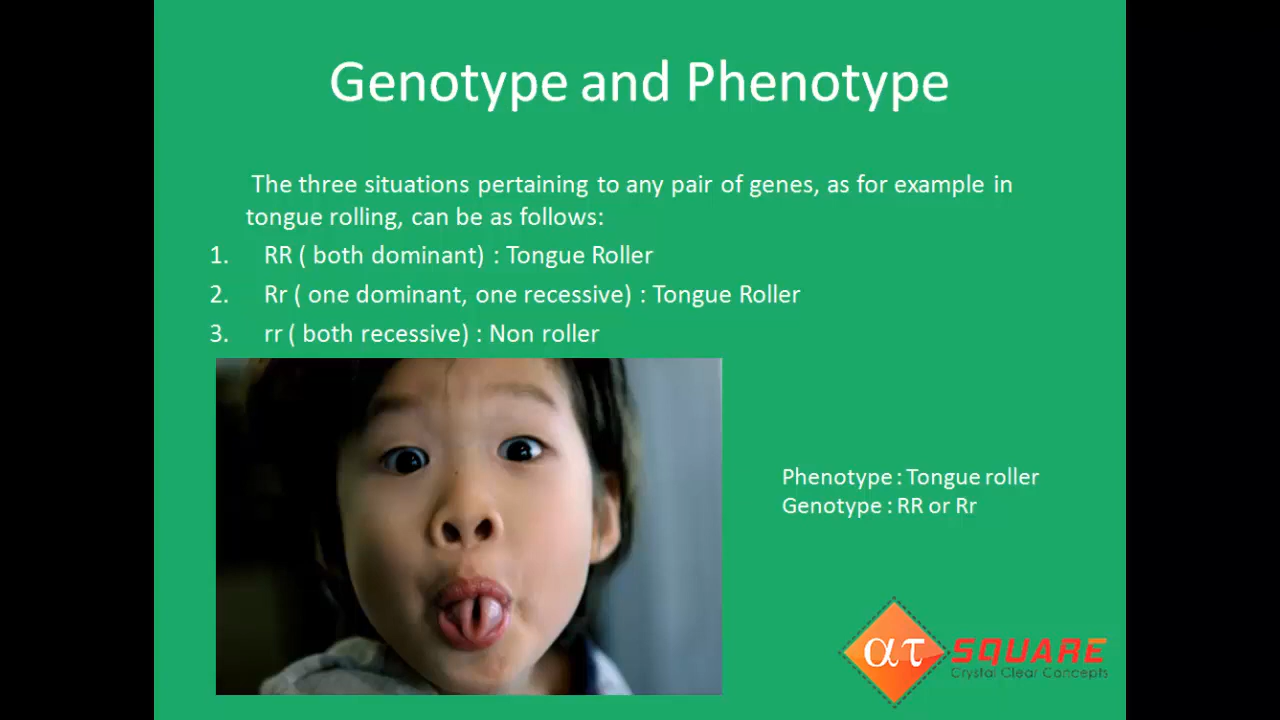 Genotype and Phenotype
The three situations pertaining to any pair of genes, as for example in
tongue rolling, can be as follows:
1. RR ( both dominant) : Tongue Roller
2. Rr ( one dominant, one recessive) : Tongue Roller
3. rr ( both recessive) : Non roller
Phenotype : Tongue roller
Genotype : RR or Rr
ατ SQUARE
Crystal Clear Concepts